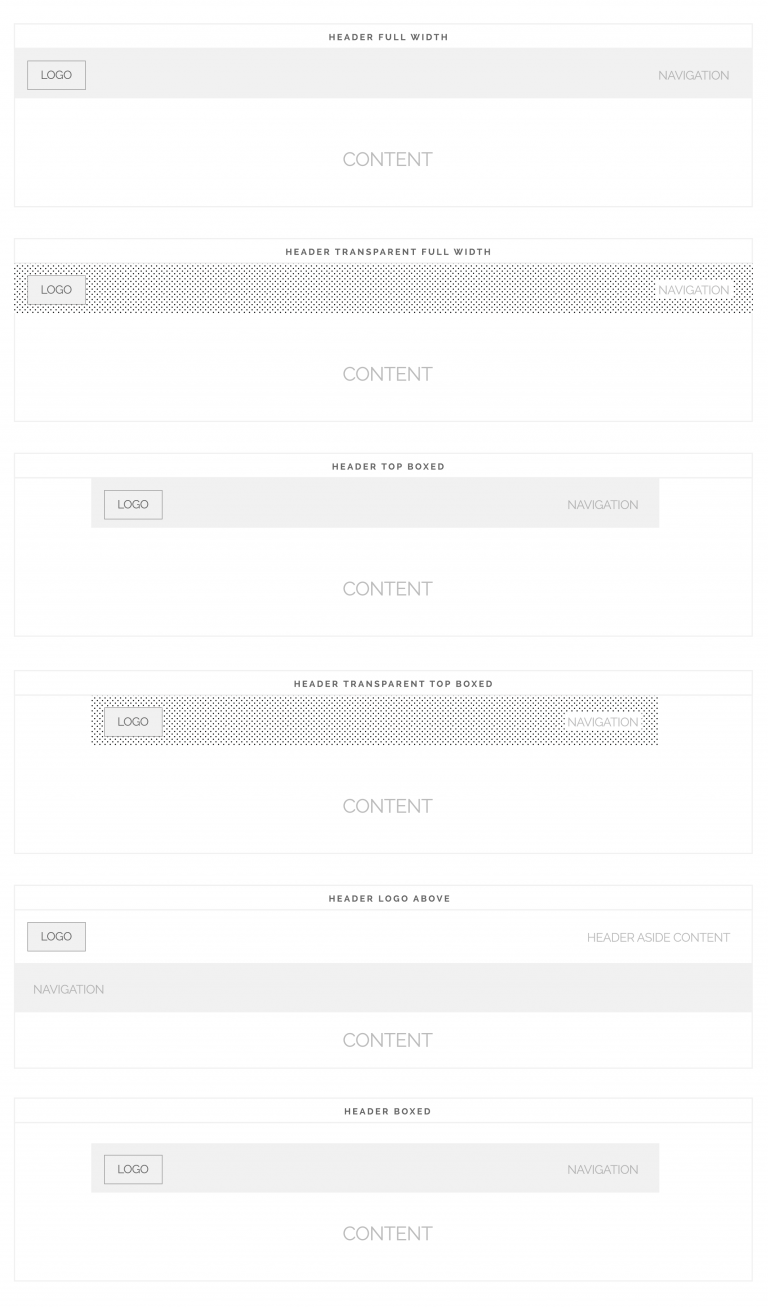 HEADER FULL WIDTH
LOGO NAVIGATION
CONTENT
HEADER TRANSPARENT FULL WIDTH
LOGO NAVIGATION
CONTENT
HEADER TOP BOXED
LOGO NAVIGATION
CONTENT
HEADER TRANSPARENT TOP BOXED
LOGO NAVIGATION
CONTENT
HEADER LOGO ABOVE
LOGO HEADER ASIDE CONTENT
NAVIGATION
CONTENT
HEADER BOXED
LOGO NAVIGATION
CONTENT